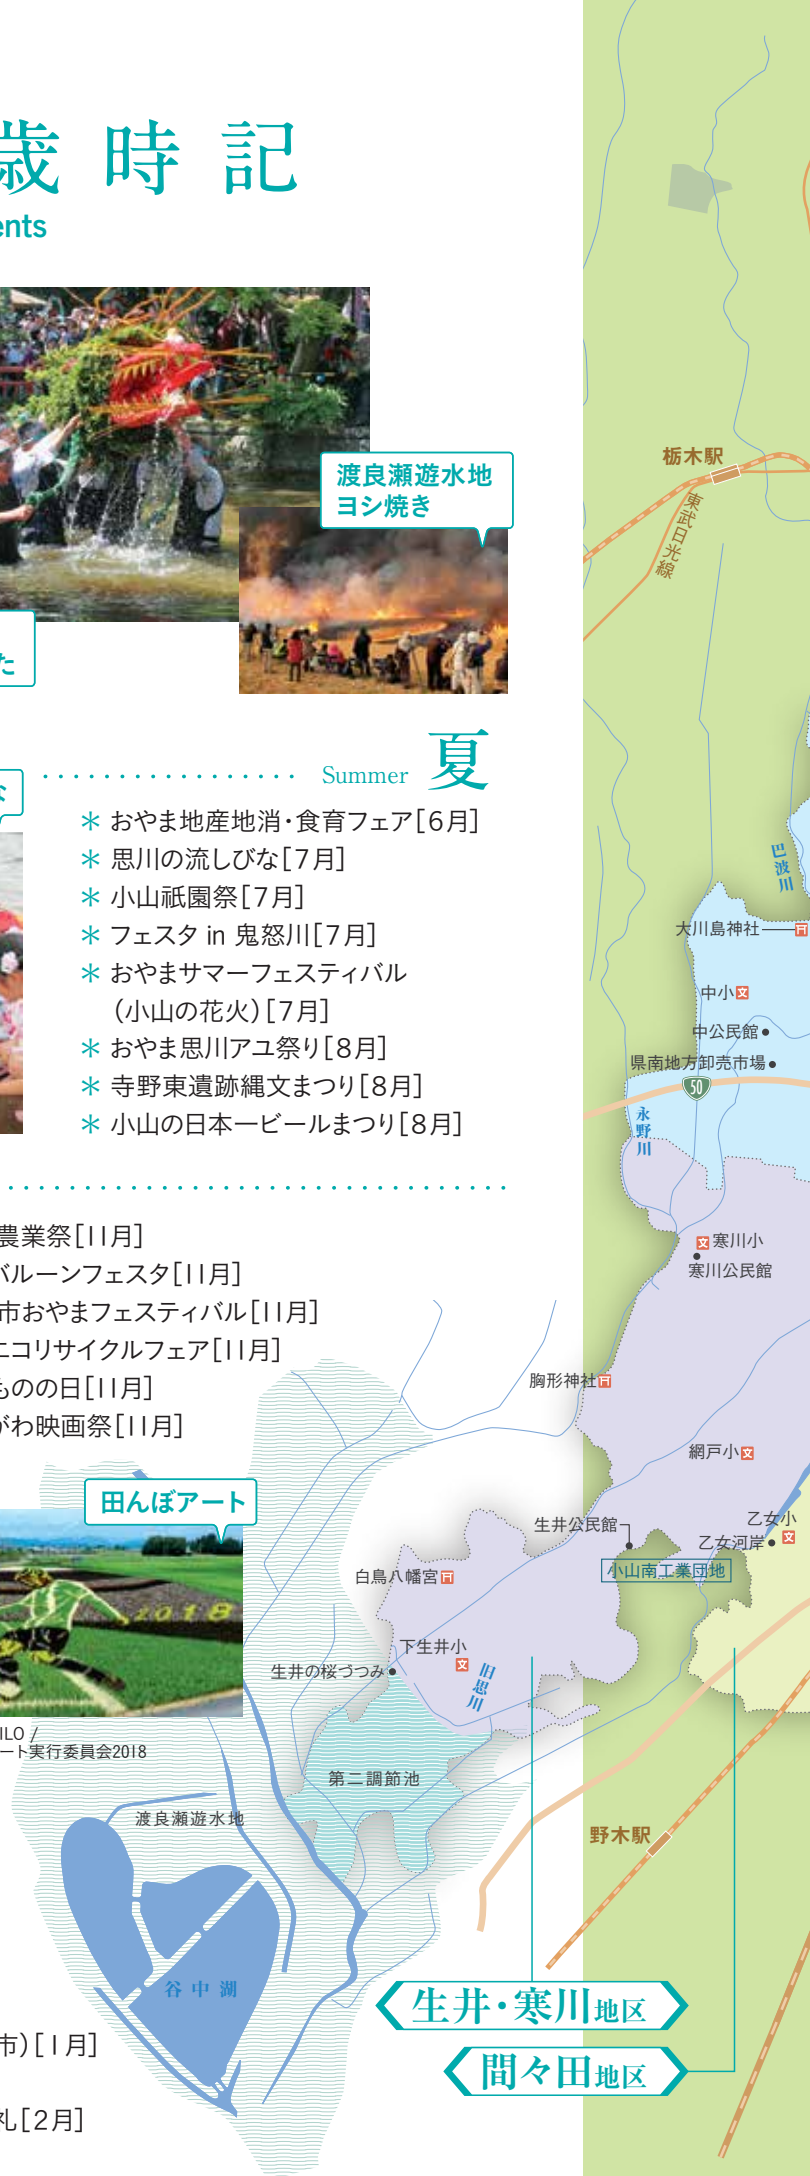 歳時記
ents
渡良瀬遊水地
ヨシ焼き
た
な
Summer 夏
＊ おやま地産地消・食育フェア[6月]
＊ 思川の流しびな[7月]
＊ 小山祇園祭[7月]
＊ フェスタ in 鬼怒川[7月]
＊ おやまサマーフェスティバル
（小山の花火）[7月]
＊ おやま思川アユ祭り[8月]
＊ 寺野東遺跡縄文まつり[8月]
＊ 小山の日本一ビールまつり[8月]
農業祭[11月]
バルーンフェスタ[11月]
市おやまフェスティバル[11月]
エコリサイクルフェア[11月]
ものの日[11月]
がわ映画祭[11月]
田んぼアート
2018
ILO /
ート実行委員会2018
市）[1月]
礼[2月]
栃木駅
東武日光線
巴波川
大川島神社
中小 文
中公民館
県南地方卸売市場
50
永野川
文 寒川小
寒川公民館
胸形神社
網戸小 文
生井公民館
乙女小
文
乙女河岸
小山南工業団地
白鳥八幡宮
下生井小
文
旧思川
生井の桜づつみ
第二調節池
渡良瀬遊水地
野木駅
谷中湖
生井・寒川地区
間々田地区